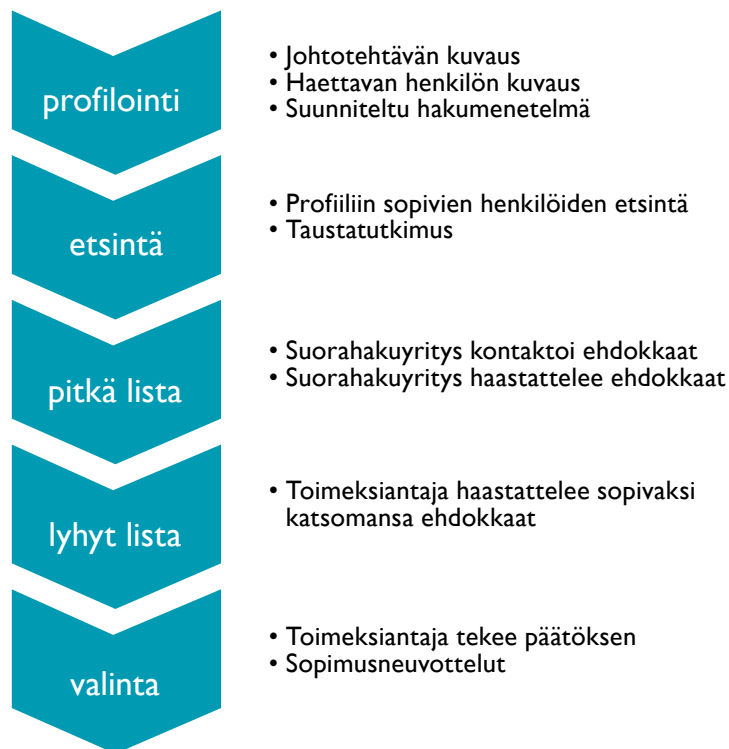 profilointi
• Johtotehtävän kuvaus
• Haettavan henkilön kuvaus
• Suunniteltu hakumenetelmä
etsintä
• Profiiliin sopivien henkilöiden etsintä
• Taustatutkimus
pitkä lista
• Suorahakuyritys kontaktoi ehdokkaat
• Suorahakuyritys haastattelee ehdokkaat
lyhyt lista
• Toimeksiantaja haastattelee sopivaksi
katsomansa ehdokkaat
valinta
• Toimeksiantaja tekee päätöksen
• Sopimusneuvottelut